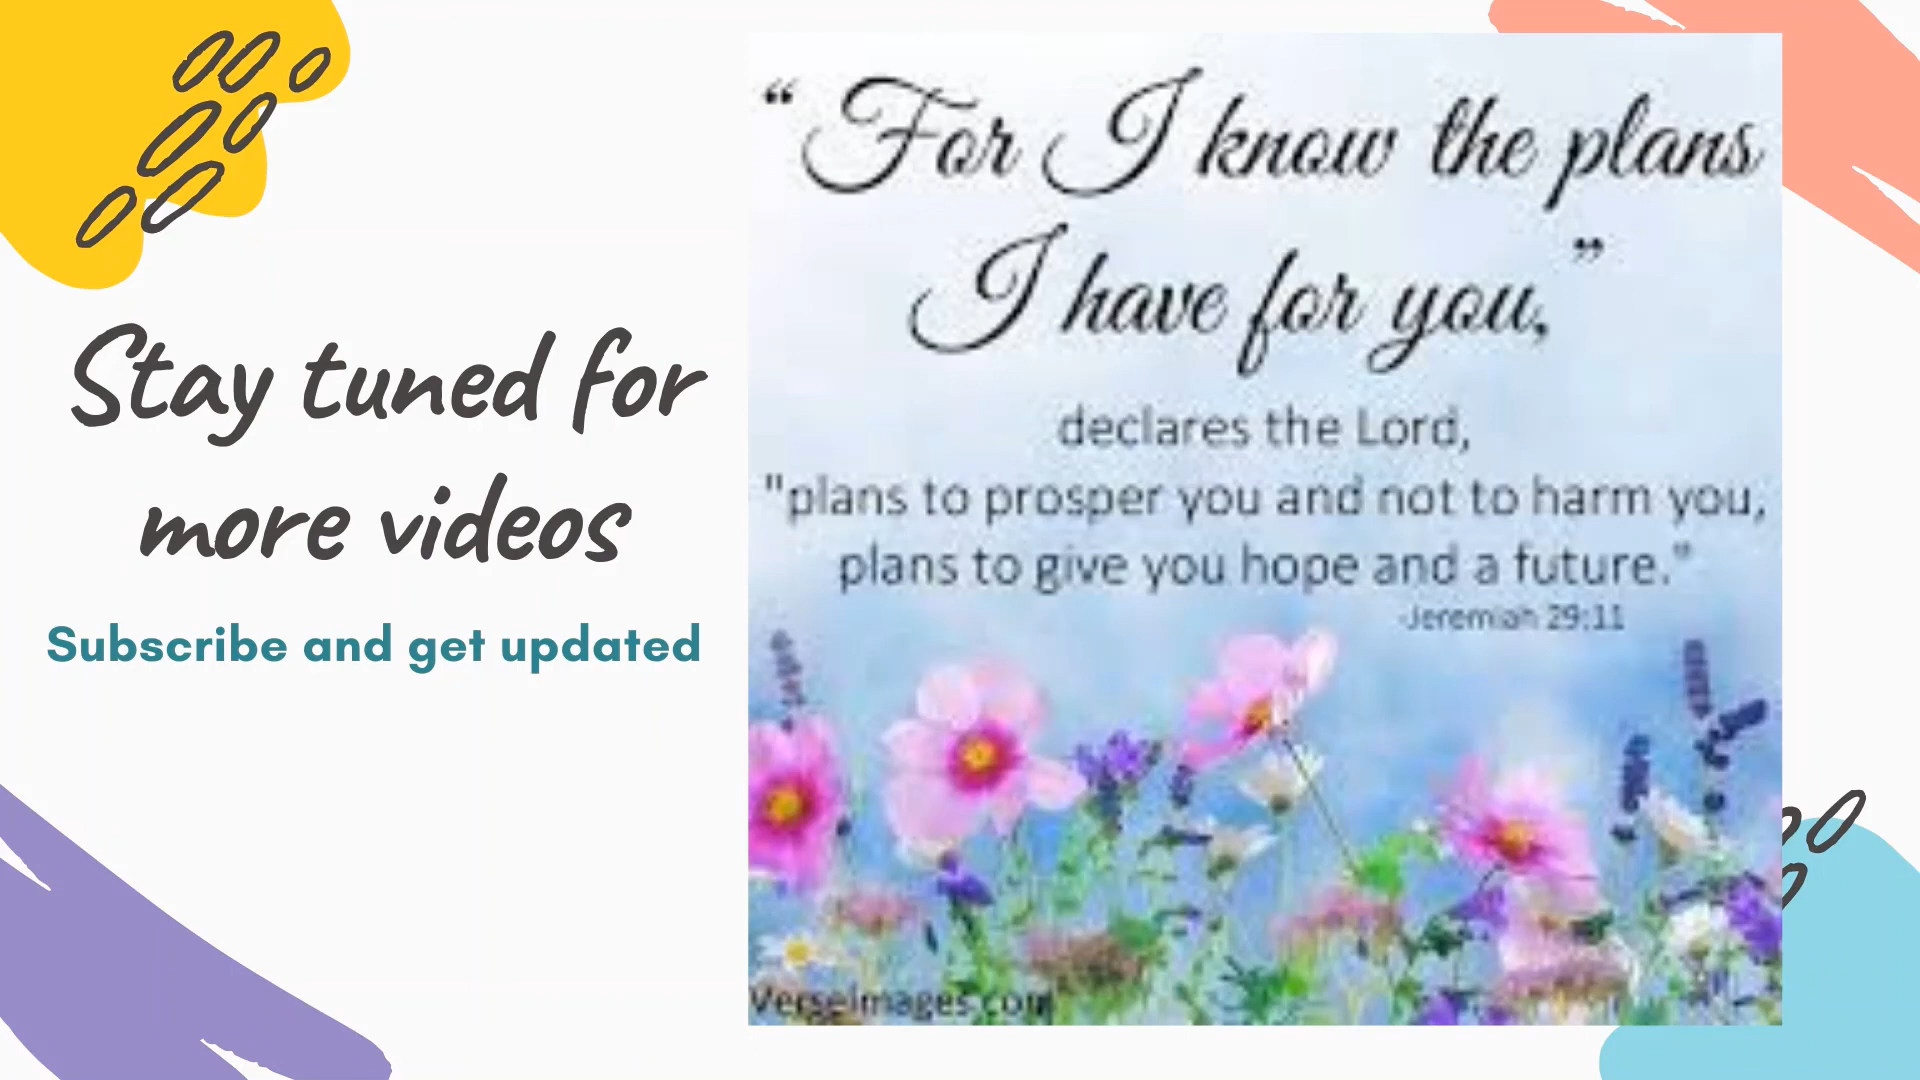 Stay tuned for
more videos
Subscribe and get updated
“For I know the plans
I have for you,”
declares the Lord,
"plans to prosper you and not to harm you,
plans to give you hope and a future."
-Jeremiah 29:11
VerseImages.com